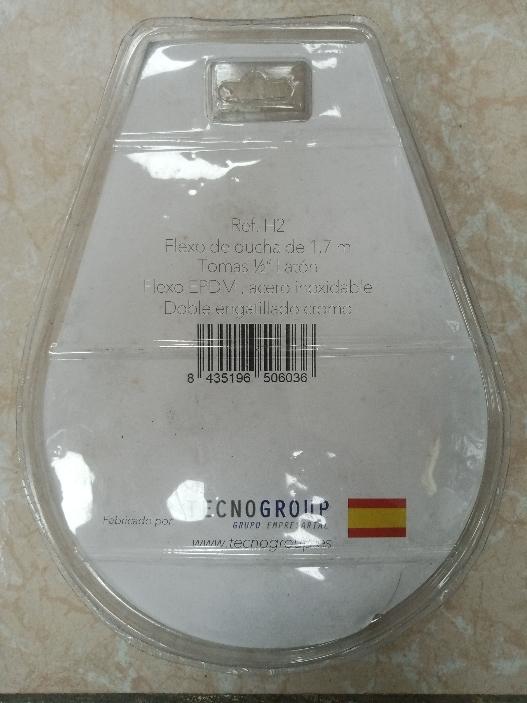 Ref. H2
Flexo de ducha de 1.7 m
Tomas ½" Latón
Flexo EPDM, acero inoxidable
Doble engatillado cromo
8 435196 506036
Fabricado por
TECNOGROUP
GRUPO EMPRESARIAL
www.tecnogroup.es